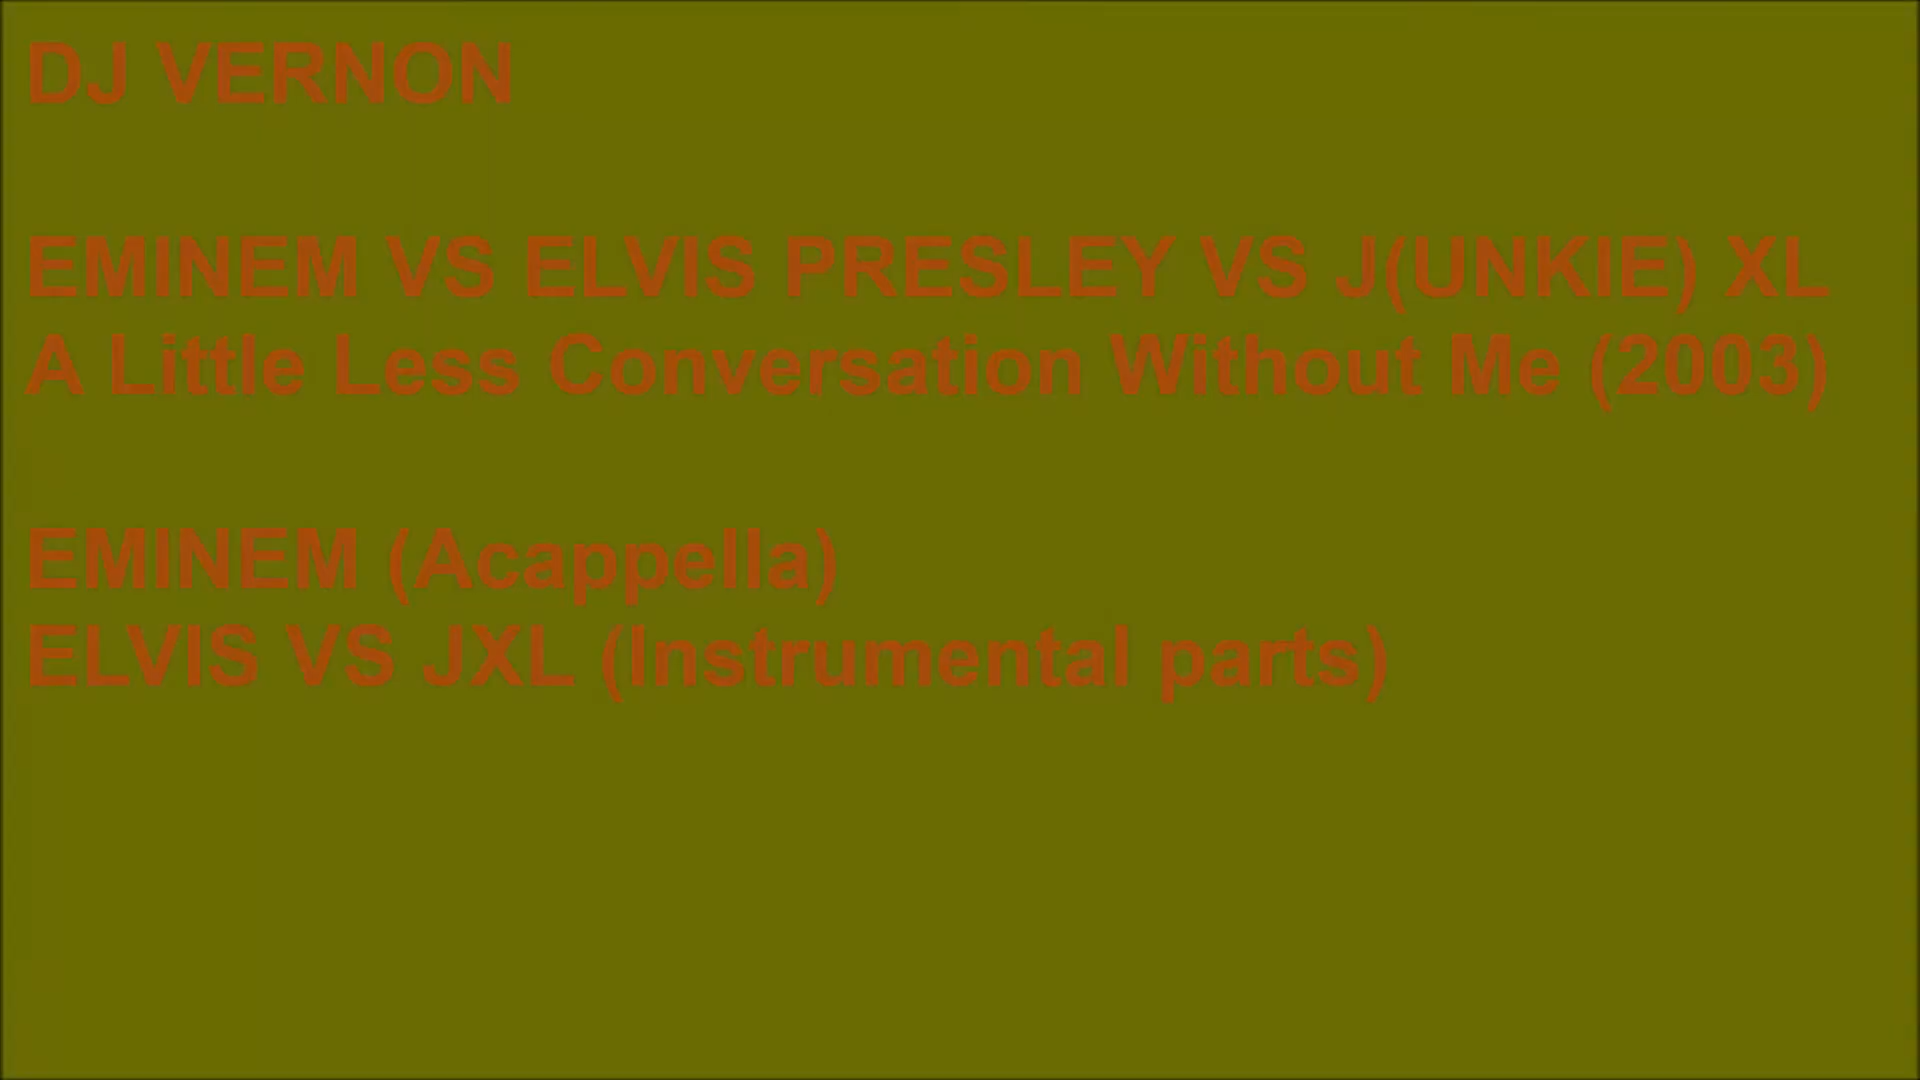 DJ VERNON
EMINEM VS ELVIS PRESLEY VS J(UNKIE) XL
A Little Less Conversation Without Me (2003)
EMINEM (Acappella)
ELVIS VS JXL (Instrumental parts)